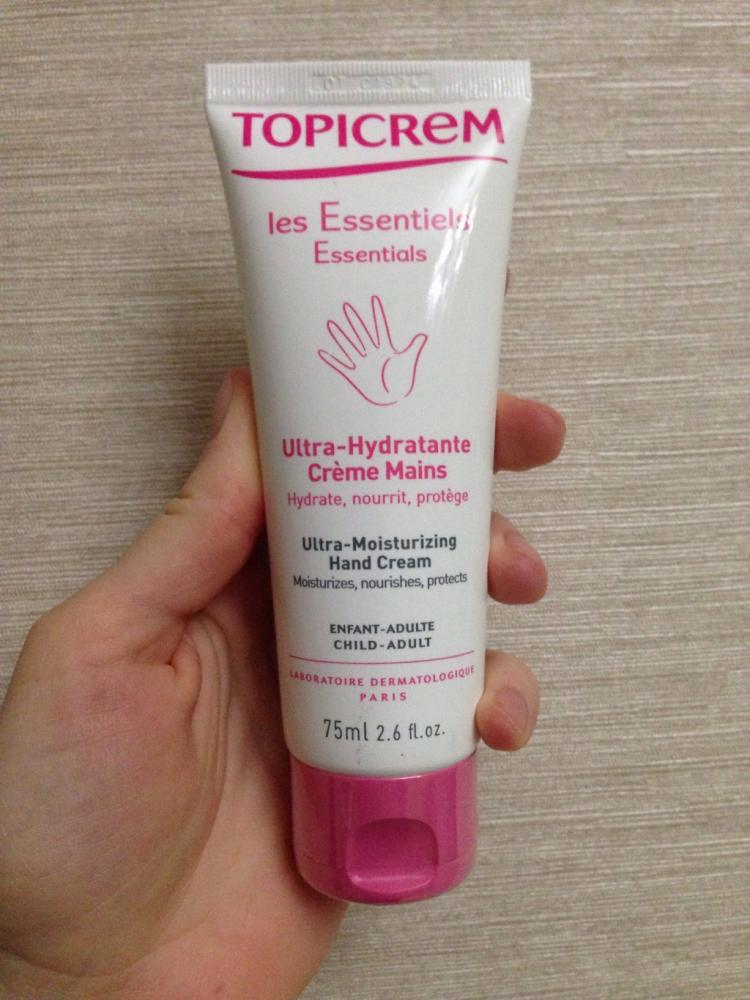 TOPICREM
les Essentiels
Essentials
Ultra-Hydratante
Crème Mains
Hydrate, nourrit, protège
Ultra-Moisturizing
Hand Cream
Moisturizes, nourishes, protects
ENFANT-ADULTE
CHILD-ADULT
LABORATOIRE DERMATOLOGIQUE
PARIS
75ml 2.6 fl.oz.